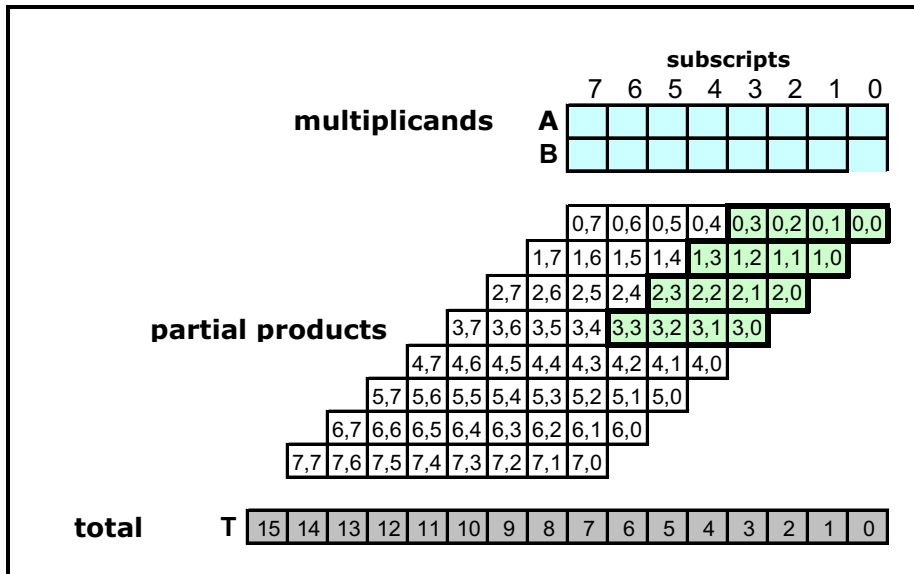 subscripts
7 6 5 4 3 2 1 0
multiplicands A
B
0,7 0,6 0,5 0,4 0,3 0,2 0,1 0,0
1,7 1,6 1,5 1,4 1,3 1,2 1,1 1,0
2,7 2,6 2,5 2,4 2,3 2,2 2,1 2,0
partial products 3,7 3,6 3,5 3,4 3,3 3,2 3,1 3,0
4,7 4,6 4,5 4,4 4,3 4,2 4,1 4,0
5,7 5,6 5,5 5,4 5,3 5,2 5,1 5,0
6,7 6,6 6,5 6,4 6,3 6,2 6,1 6,0
7,7 7,6 7,5 7,4 7,3 7,2 7,1 7,0
total T 15 14 13 12 11 10 9 8 7 6 5 4 3 2 1 0